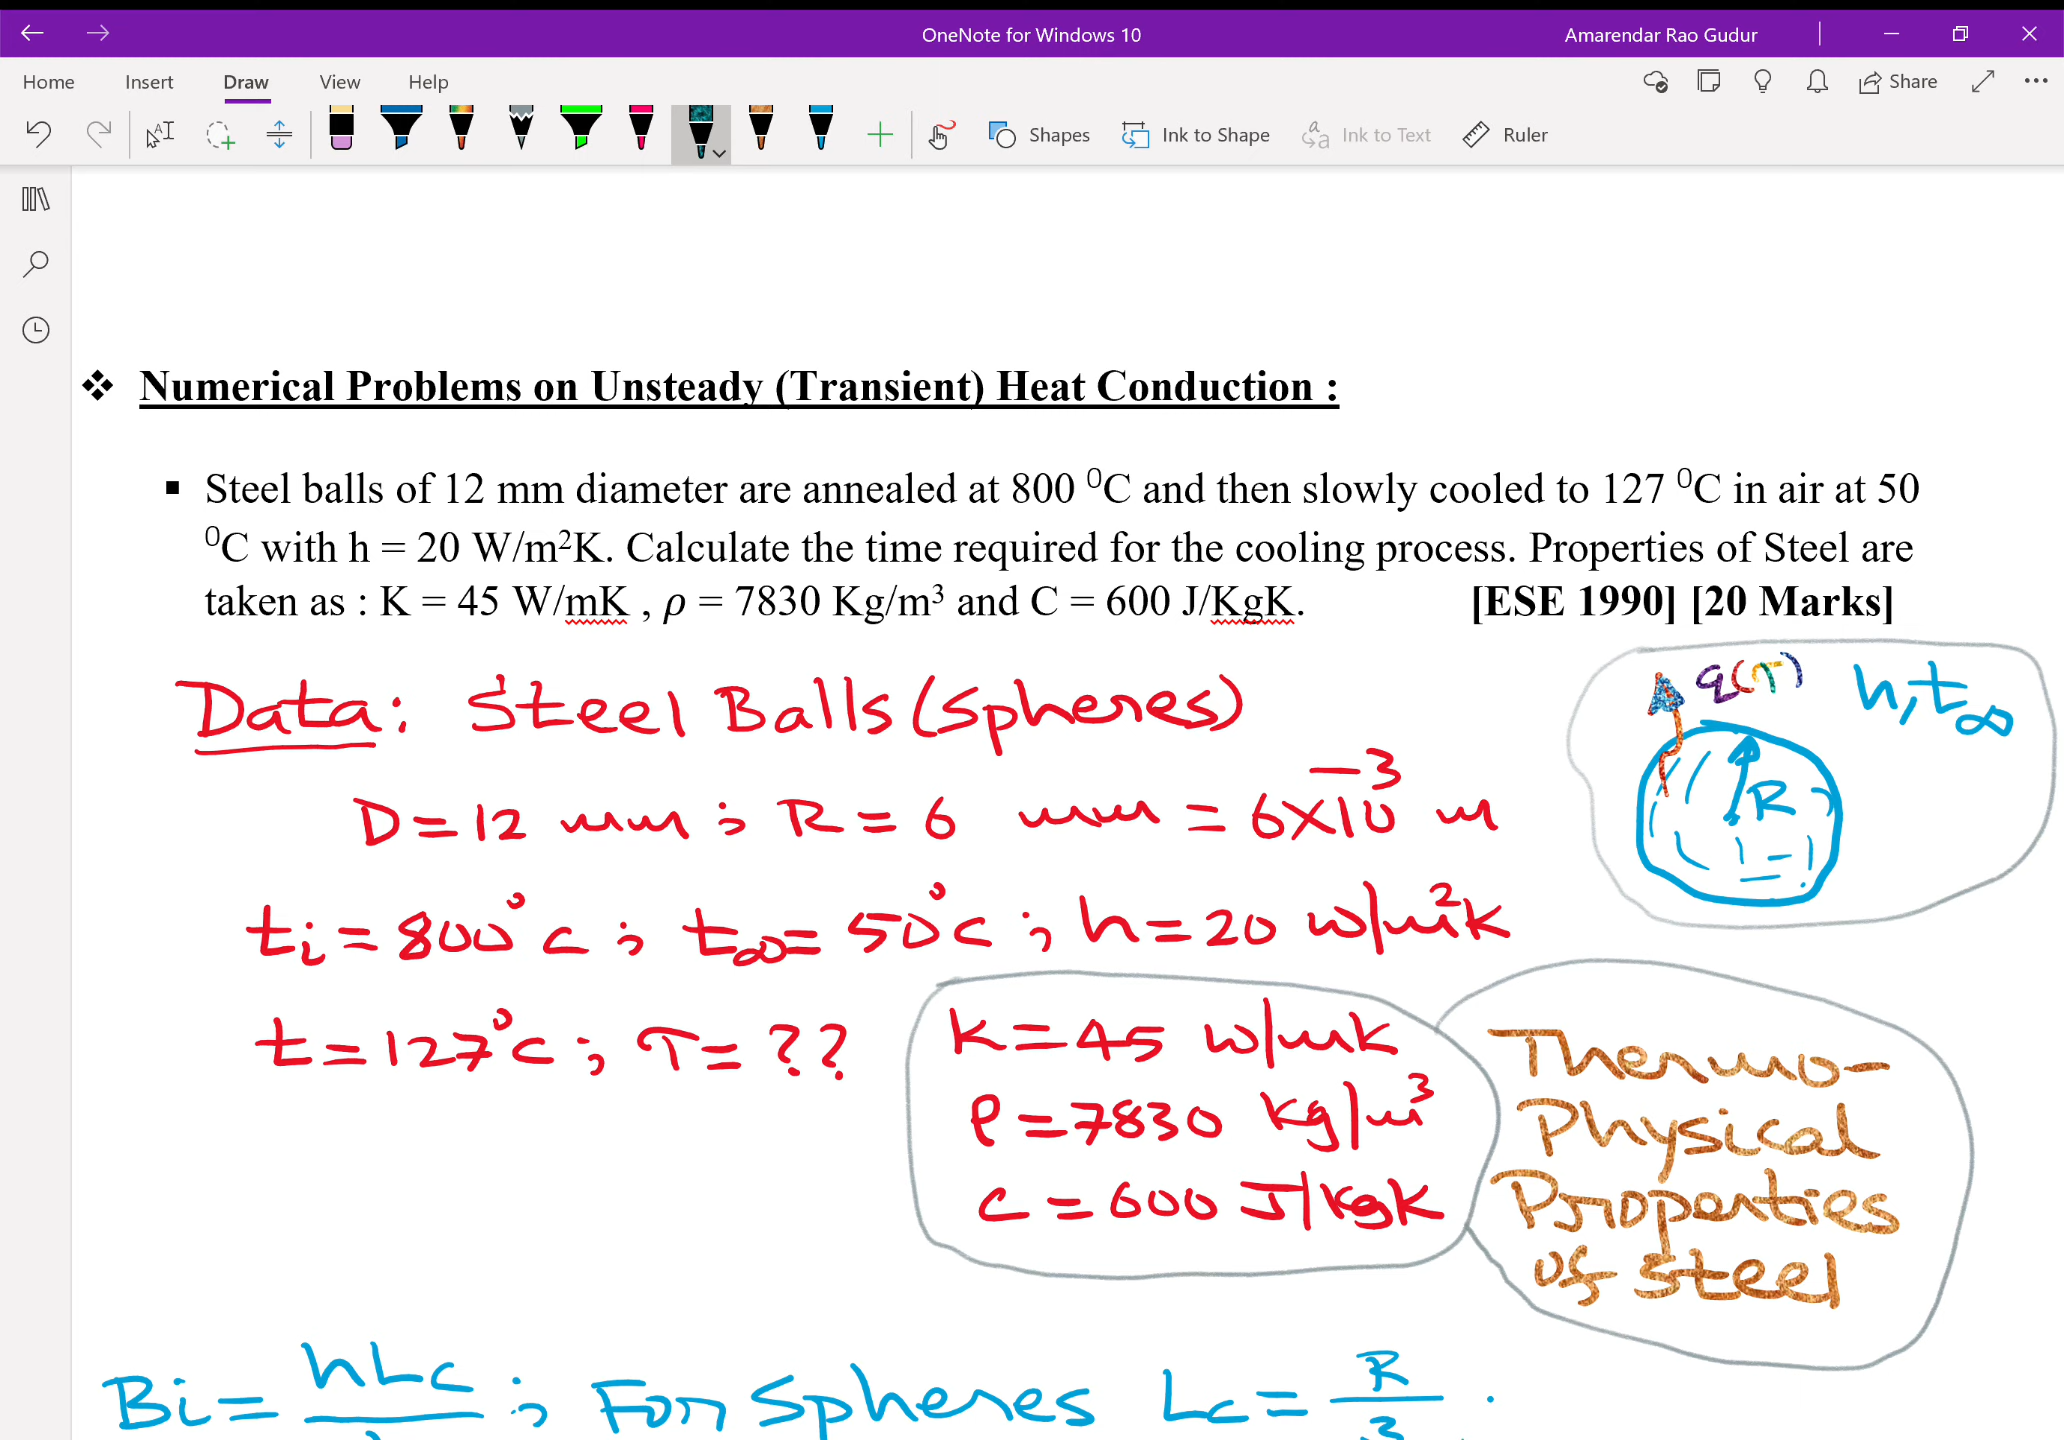 OneNote for Windows 10
Amarendar Rao Gudur
Home Insert Draw View Help
Share
Shapes Ink to Shape Ink to Text Ruler
❖ Numerical Problems on Unsteady (Transient) Heat Conduction :
▪ Steel balls of 12 mm diameter are annealed at 800 ⁰C and then slowly cooled to 127 ⁰C in air at 50
⁰C with h = 20 W/m²K. Calculate the time required for the cooling process. Properties of Steel are
taken as : K = 45 W/mK , ρ = 7830 Kg/m³ and C = 600 J/KgK. [ESE 1990] [20 Marks]
q(τ) h, t∞
R
Data: Steel Balls (spheres)
D = 12 mm ; R = 6 mm = 6×10⁻³ m
ti = 800°C ; t∞ = 50°C ; h = 20 W/m²K
t = 127°C ; τ = ??
K = 45 W/mK
ρ = 7830 kg/m³
C = 600 J/kgK
Thermo-
Physical
Properties
of Steel
Bi = hLc ; For Spheres Lc = R/3 .